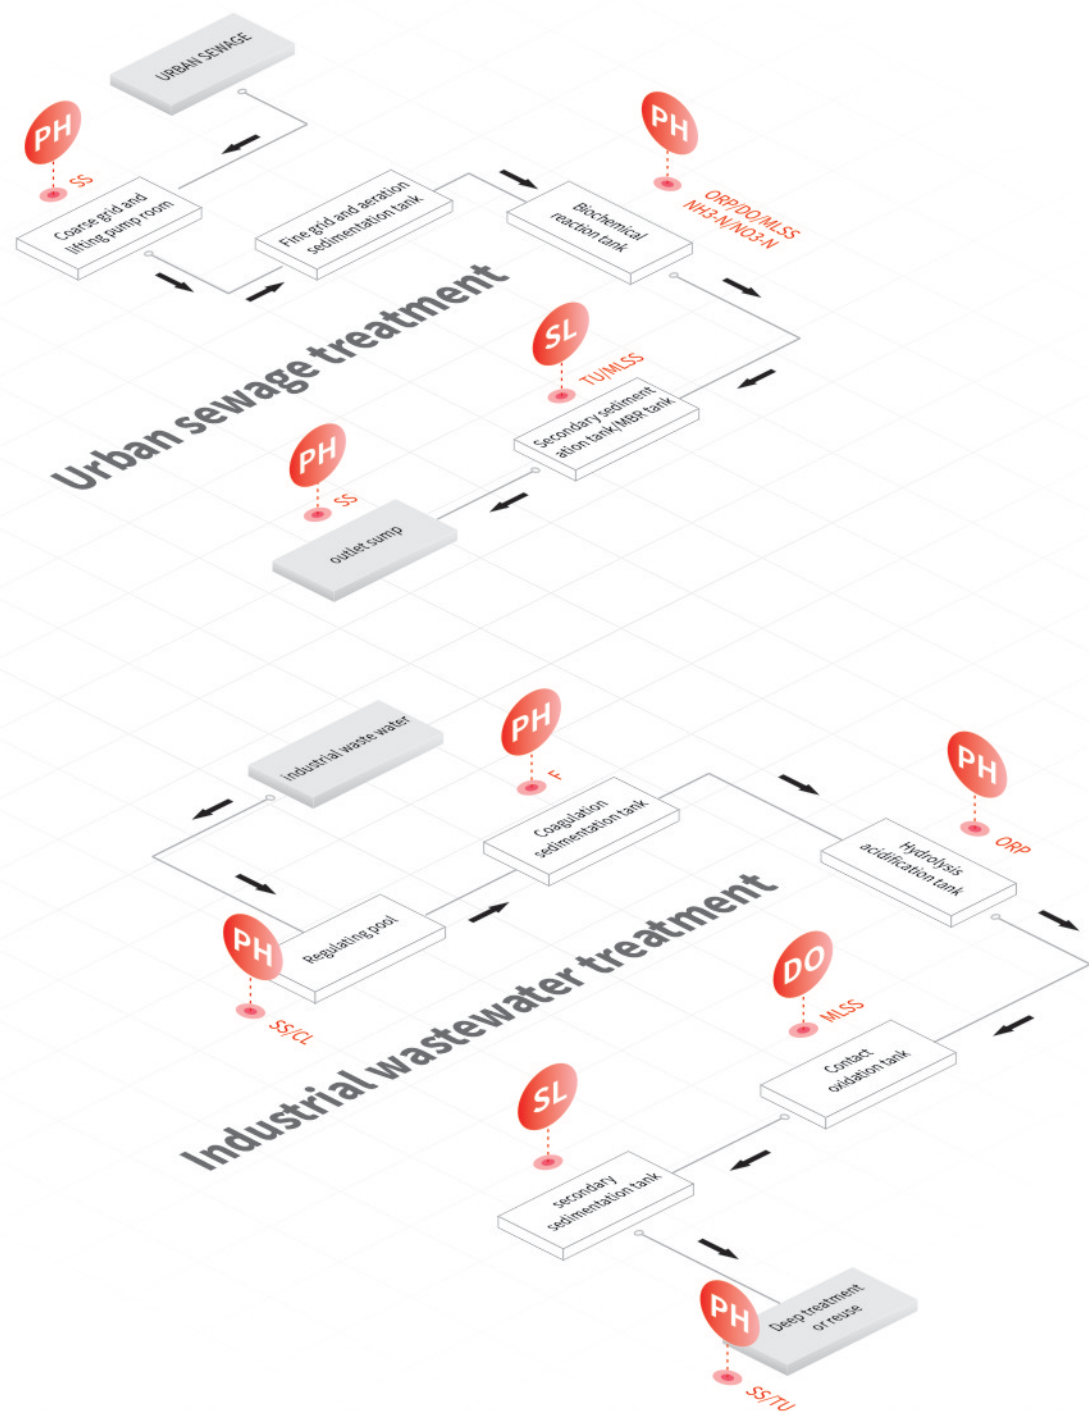 URBAN SEWAGE
PH
SS
Coarse grid and
lifting pump room
Fine grid and aeration
sedimentation tank
PH
ORP/DO/MLSS
NH3-N/NO3-N
Biochemical
reaction tank
Urban sewage treatment
SL
TU/MLSS
Secondary sediment
ation tank/MBR tank
PH
SS
outlet sump
industrial waste water
PH
F
Coagulation
sedimentation tank
PH
ORP
Hydrolysis
acidification tank
PH
SS/CL
Regulating pool
Industrial wastewater treatment
DO
MLSS
Contact
oxidation tank
SL
secondary
sedimentation tank
PH
SS/TU
Deep treatment
or reuse